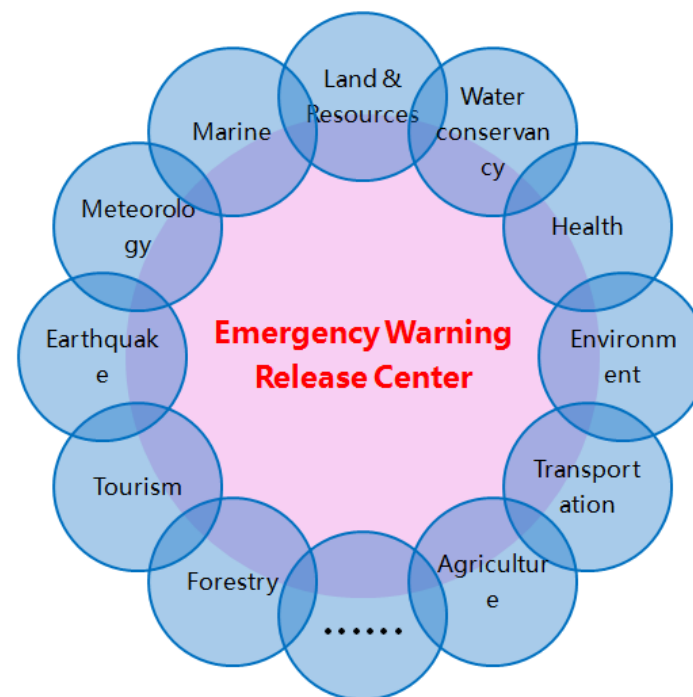 Land &
Resources
Water
conservan
cy
Health
Environm
ent
Transport
ation
Agricultur
e
......
Forestry
Tourism
Earthquak
e
Meteorolo
gy
Marine
Emergency Warning
Release Center